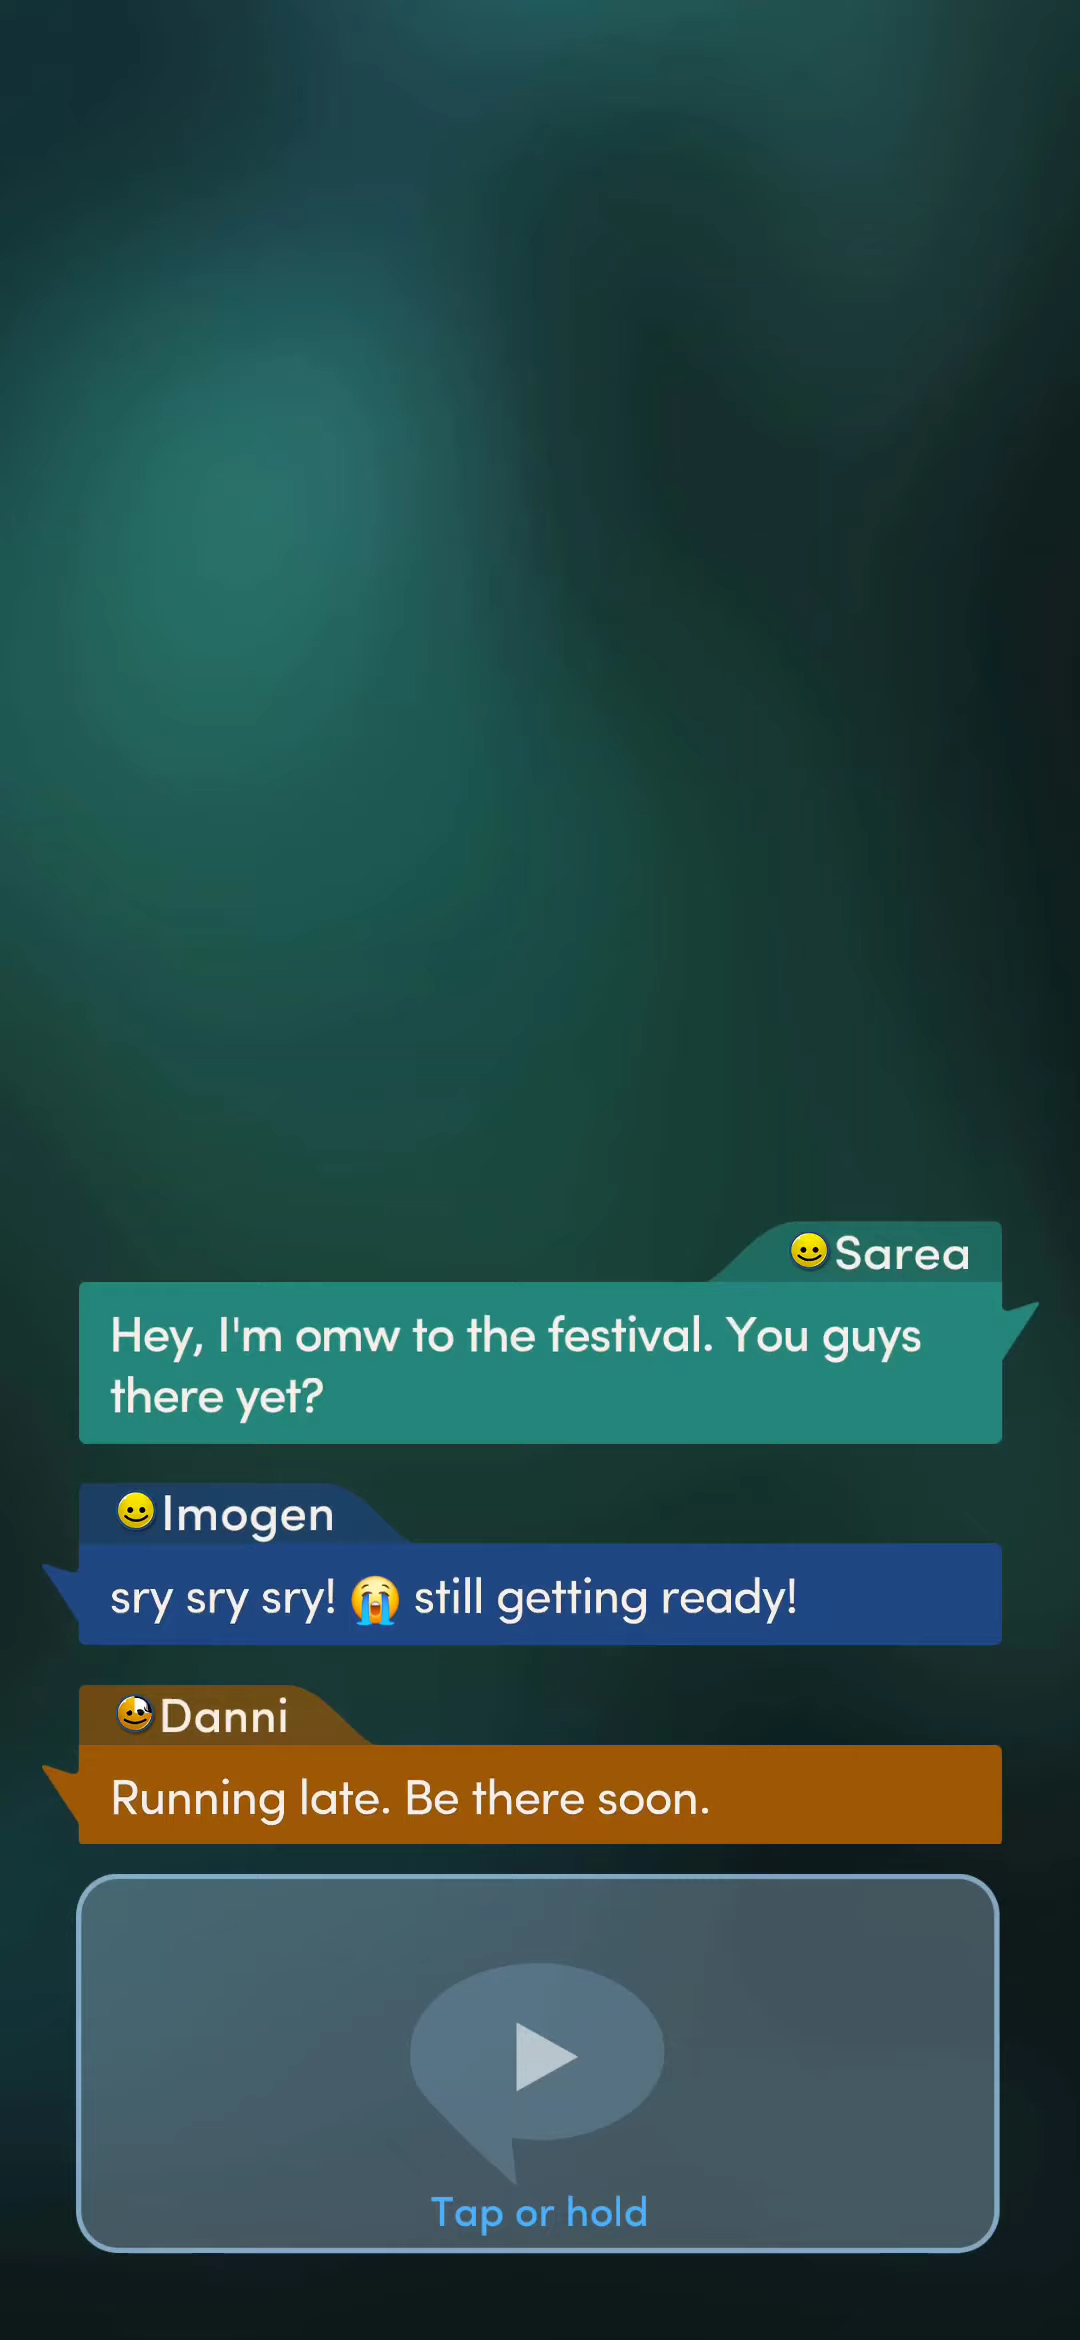 Sarea
Hey, I'm omw to the festival. You guys
there yet?
Imogen
sry sry sry! 😭 still getting ready!
Danni
Running late. Be there soon.
Tap or hold